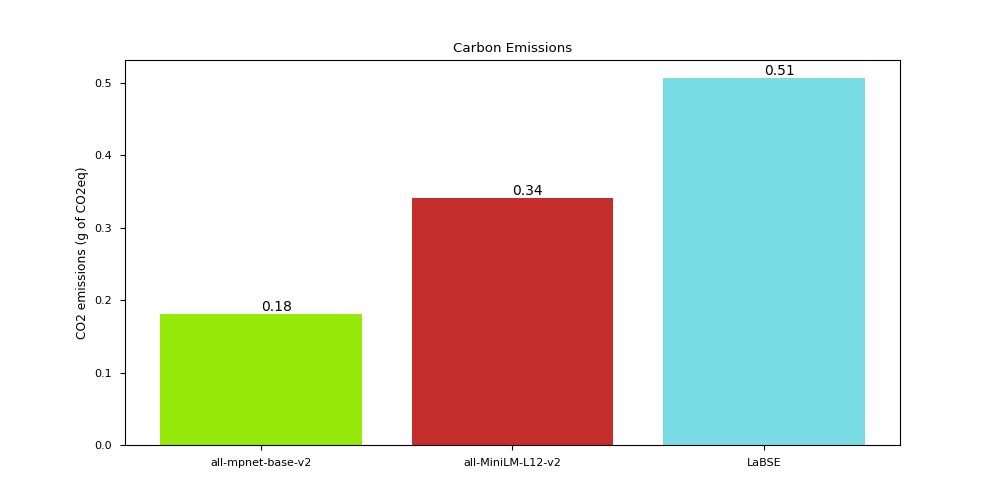 Carbon Emissions
CO2 emissions (g of CO2eq)
0.5
0.4
0.3
0.2
0.1
0.0
0.18
0.34
0.51
all-mpnet-base-v2
all-MiniLM-L12-v2
LaBSE